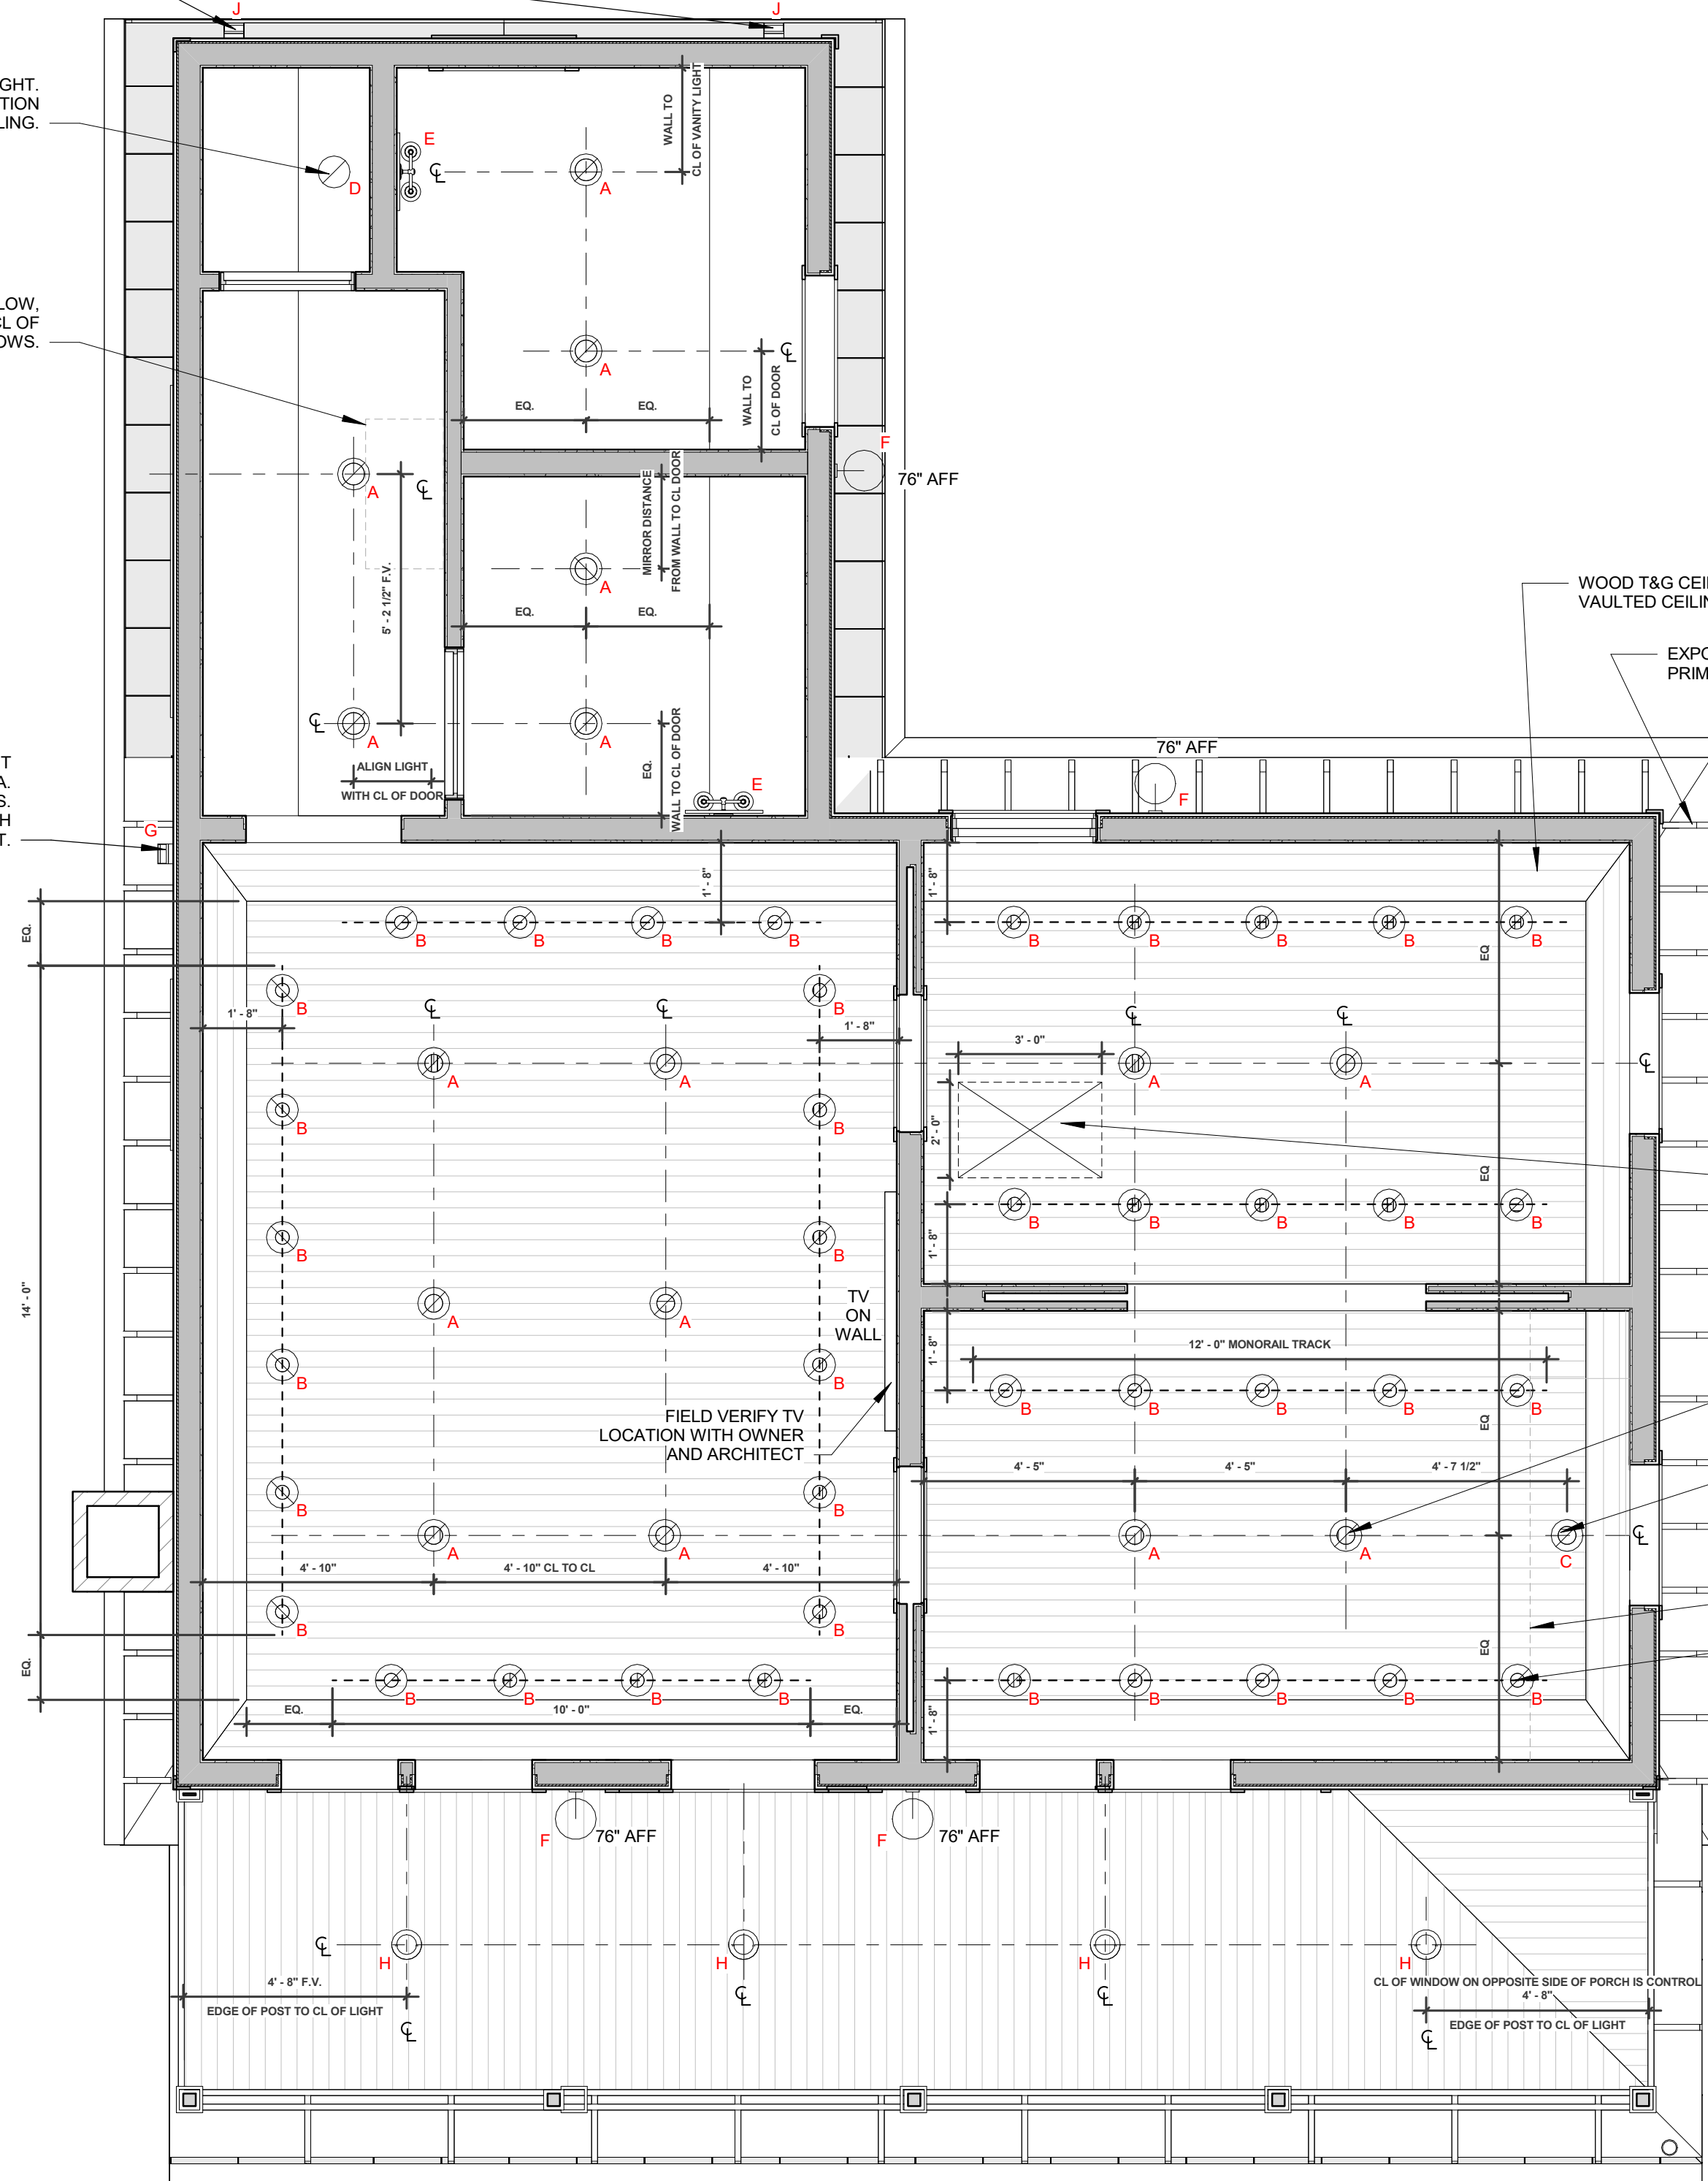 J
J
GHT.
TION
LING.
WALL TO
CL OF VANITY LIGHT
E
A
D
LOW,
CL OF
OWS.
A
WALL TO
CL OF DOOR
EQ.
EQ.
F
76" AFF
A
MIRROR DISTANCE
FROM WALL TO CL DOOR
A
5' - 2 1/2" F.V.
EQ.
EQ.
WOOD T&G CEI
VAULTED CEILIN
EXPO
PRIM
A
A
WALL TO CL OF DOOR
EQ.
ALIGN LIGHT
WITH CL OF DOOR
76" AFF
F
T
A.
S.
H
T.
E
G
1' - 8"
1' - 8"
EQ.
B
B
B
B
B
B
B
B
B
EQ
B
B
1' - 8"
1' - 8"
3' - 0"
A
A
A
A
B
B
2' - 0"
EQ
B
B
B
B
B
B
B
1' - 8"
14' - 0"
A
A
TV
ON
WALL
12' - 0" MONORAIL TRACK
1' - 8"
B
B
B
B
B
B
B
FIELD VERIFY TV
LOCATION WITH OWNER
AND ARCHITECT
EQ
4' - 5"
4' - 5"
4' - 7 1/2"
B
B
A
A
A
A
C
4' - 10"
4' - 10" CL TO CL
4' - 10"
B
B
EQ
EQ.
B
B
B
B
B
B
B
B
B
EQ.
10' - 0"
EQ.
1' - 8"
F
76" AFF
F
76" AFF
H
H
H
H
4' - 8" F.V.
EDGE OF POST TO CL OF LIGHT
CL OF WINDOW ON OPPOSITE SIDE OF PORCH IS CONTROL
4' - 8"
EDGE OF POST TO CL OF LIGHT